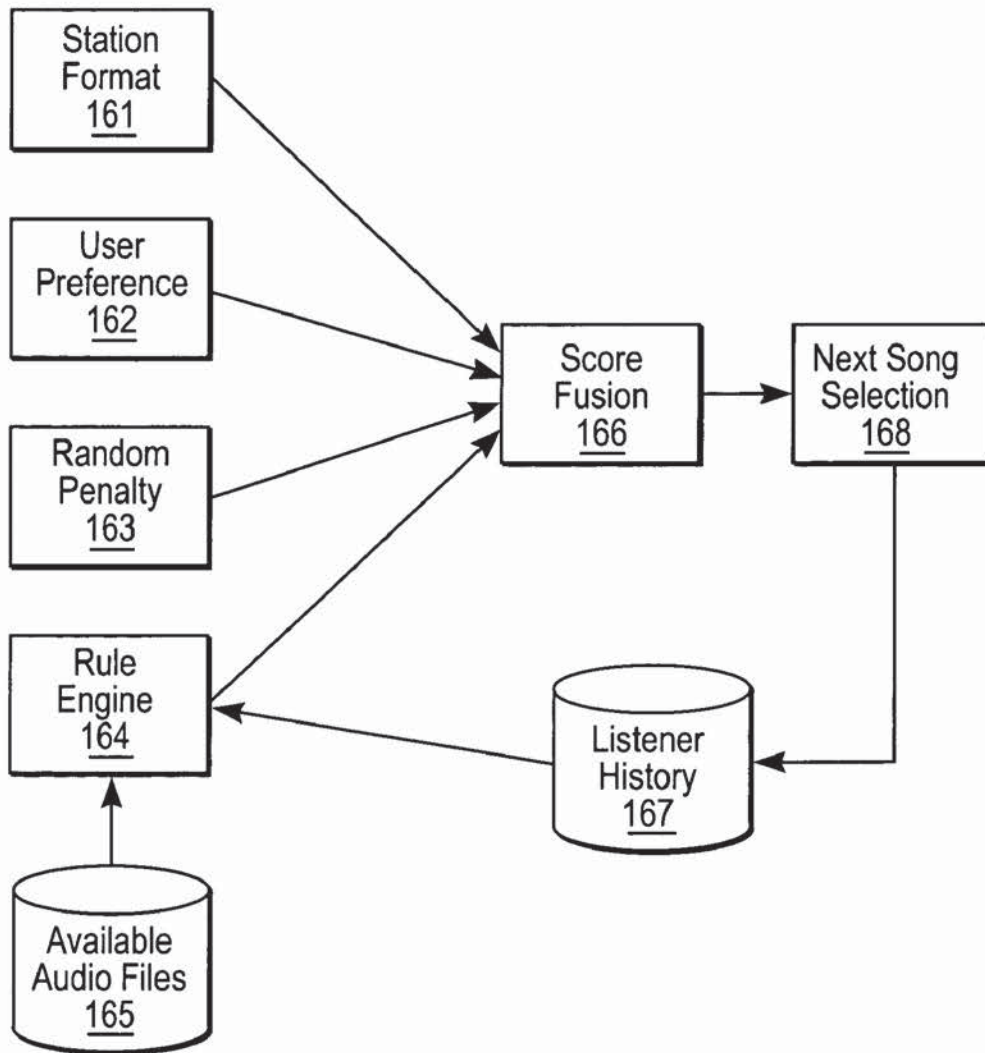 Station
Format
161
User
Preference
162
Random
Penalty
163
Rule
Engine
164
Available
Audio Files
165
Score
Fusion
166
Next Song
Selection
168
Listener
History
167